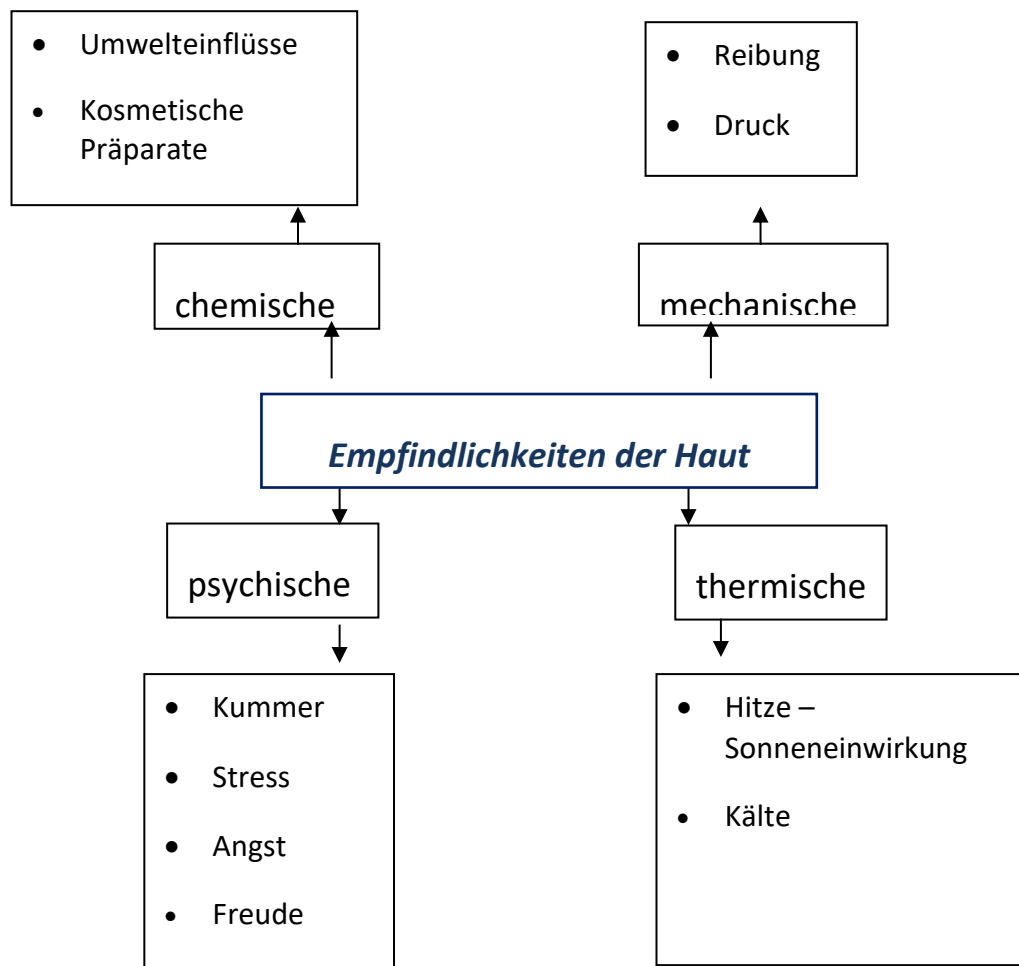 • Umwelteinflüsse
• Kosmetische
Präparate
• Reibung
• Druck
chemische
mechanische
Empfindlichkeiten der Haut
psychische
thermische
• Kummer
• Stress
• Angst
• Freude
• Hitze –
Sonneneinwirkung
• Kälte